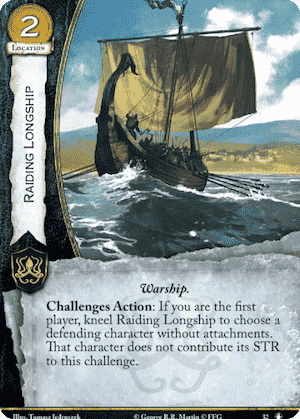 2
LOCATION
RAIDING LONGSHIP
Warship.
Challenges Action: If you are the first
player, kneel Raiding Longship to choose a
defending character without attachments.
That character does not contribute its STR
to this challenge.
Illus. Tomasz Jedruszek © George R.R. Martin © FFG 32